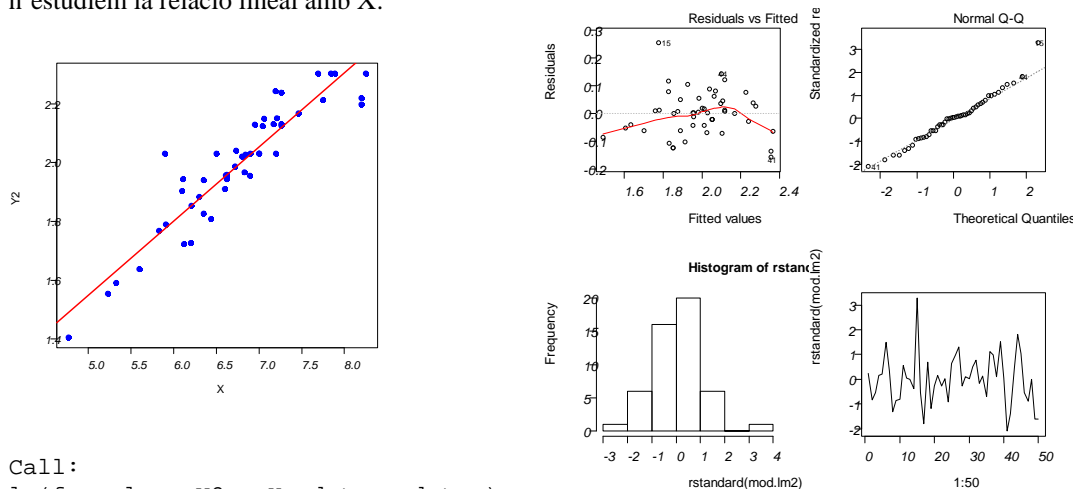 n'estudiem la relació lineal amb X.
Y2
2.2
2.0
1.8
1.6
1.4
5.0 5.5 6.0 6.5 7.0 7.5 8.0
X
Residuals vs Fitted
Residuals
0.3
0.2
0.1
0.0
-0.1
-0.2
15
41
1.6 1.8 2.0 2.2 2.4
Fitted values
Normal Q-Q
Standardized re
3
2
1
0
-1
-2
41
-2 -1 0 1 2
Theoretical Quantiles
Histogram of rstan
Frequency
20
15
10
5
0
-3 -2 -1 0 1 2 3 4
rstandard(mod.lm2)
rstandard(mod.lm2)
3
2
1
0
-1
-2
0 10 20 30 40 50
1:50
Call: